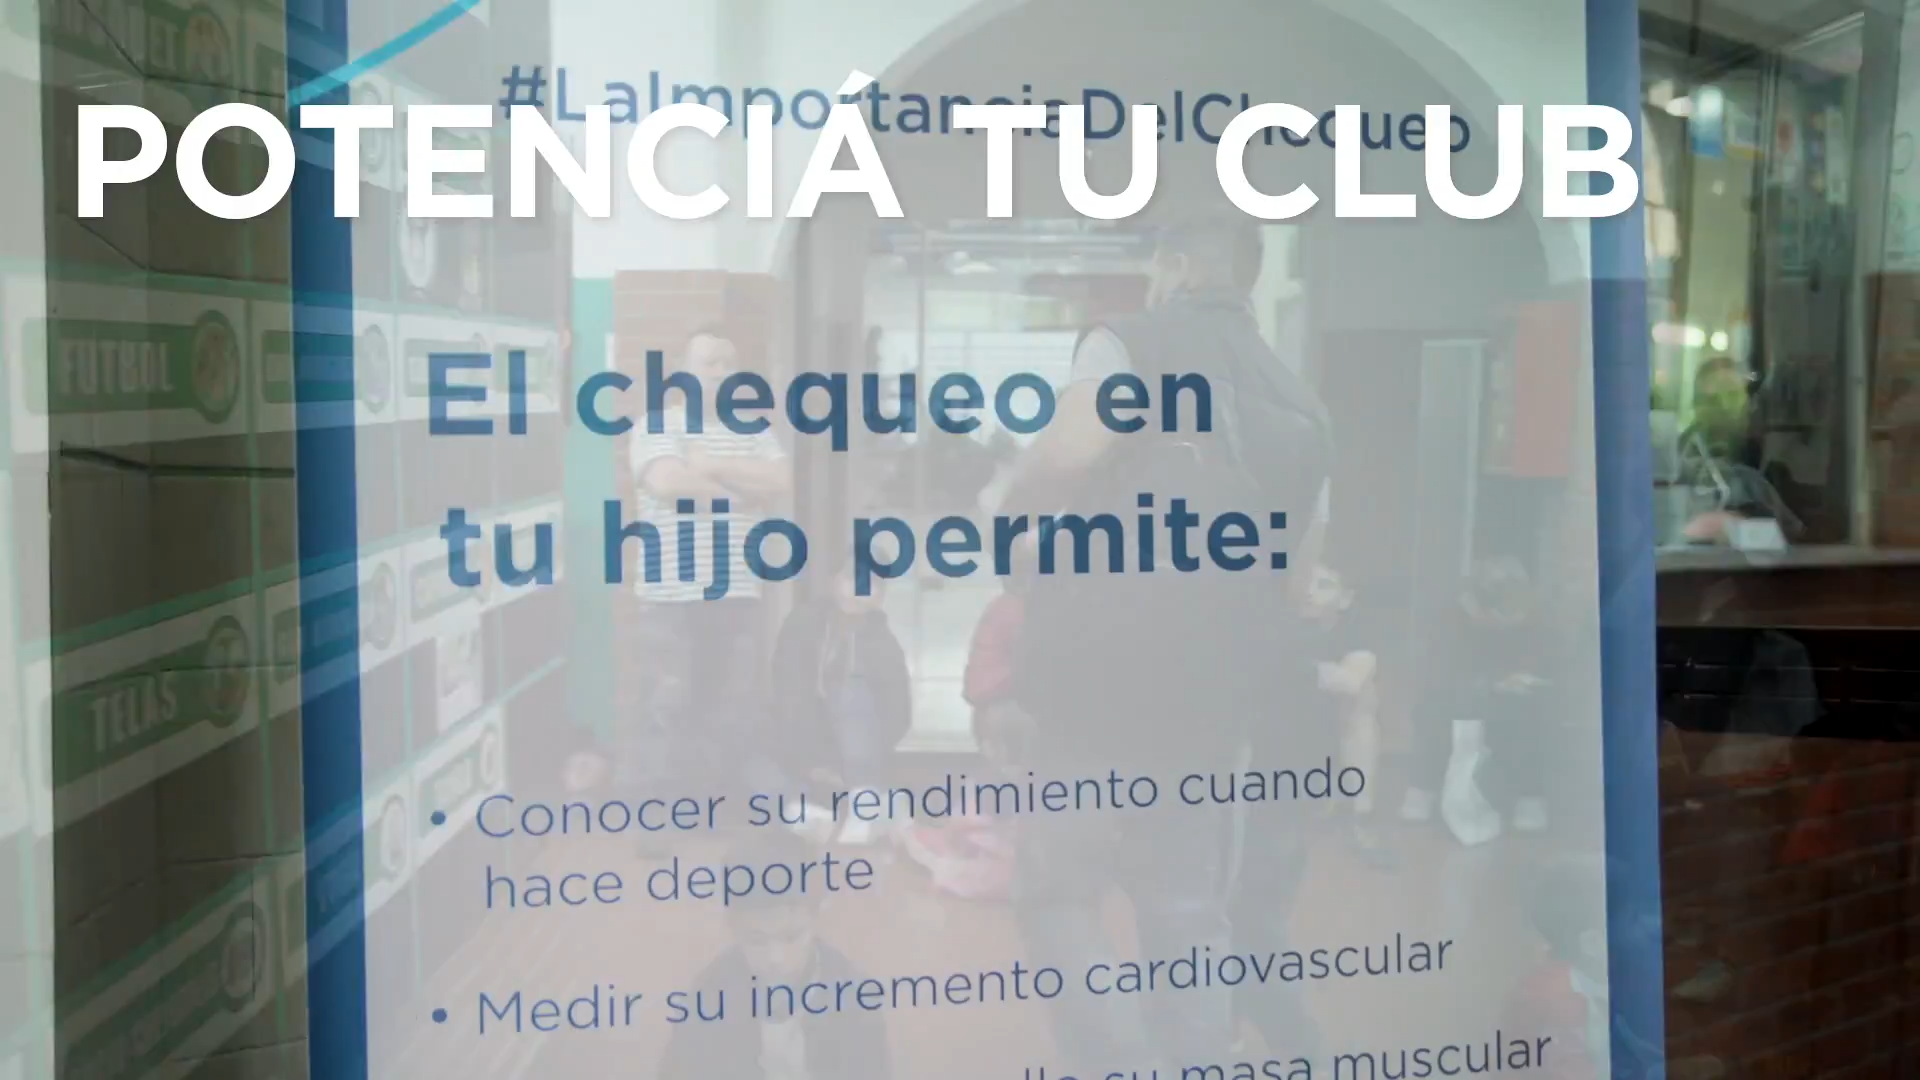 #LaImportanciaDelChequeo
POTENCIÁ TU CLUB
El chequeo en
tu hijo permite:
• Conocer su rendimiento cuando
hace deporte
• Medir su incremento cardiovascular
su masa muscular
FUTBOL
TELAS